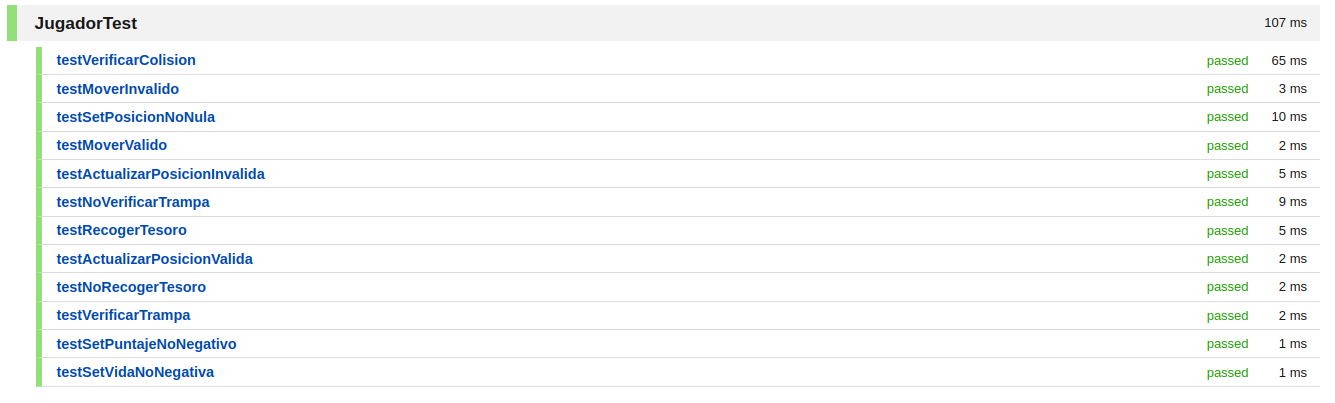 JugadorTest 107 ms
testVerificarColision passed 65 ms
testMoverInvalido passed 3 ms
testSetPosicionNoNula passed 10 ms
testMoverValido passed 2 ms
testActualizarPosicionInvalida passed 5 ms
testNoVerificarTrampa passed 9 ms
testRecogerTesoro passed 5 ms
testActualizarPosicionValida passed 2 ms
testNoRecogerTesoro passed 2 ms
testVerificarTrampa passed 2 ms
testSetPuntajeNoNegativo passed 1 ms
testSetVidaNoNegativa passed 1 ms